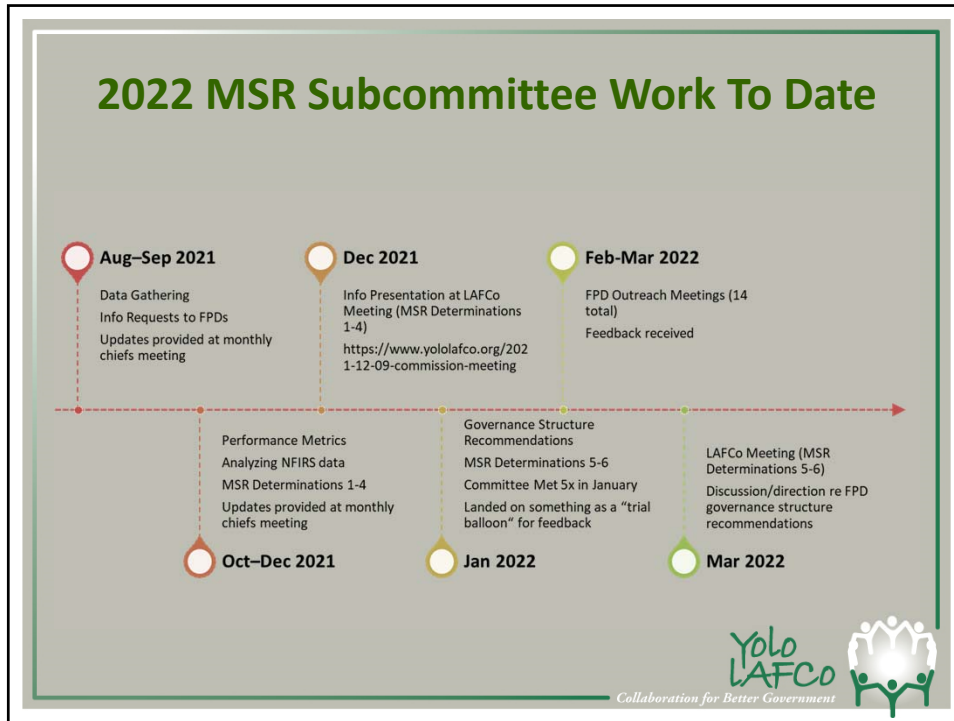 2022 MSR Subcommittee Work To Date
Aug–Sep 2021
Data Gathering
Info Requests to FPDs
Updates provided at monthly
chiefs meeting
Dec 2021
Info Presentation at LAFCo
Meeting (MSR Determinations
1-4)
https://www.yololafco.org/202
1-12-09-commission-meeting
Feb-Mar 2022
FPD Outreach Meetings (14
total)
Feedback received
Performance Metrics
Analyzing NFIRS data
MSR Determinations 1-4
Updates provided at monthly
chiefs meeting
Oct–Dec 2021
Governance Structure
Recommendations
MSR Determinations 5-6
Committee Met 5x in January
Landed on something as a “trial
balloon“ for feedback
Jan 2022
LAFCo Meeting (MSR
Determinations 5-6)
Discussion/direction re FPD
governance structure
recommendations
Mar 2022
YOLO
LAFCO
Collaboration for Better Government